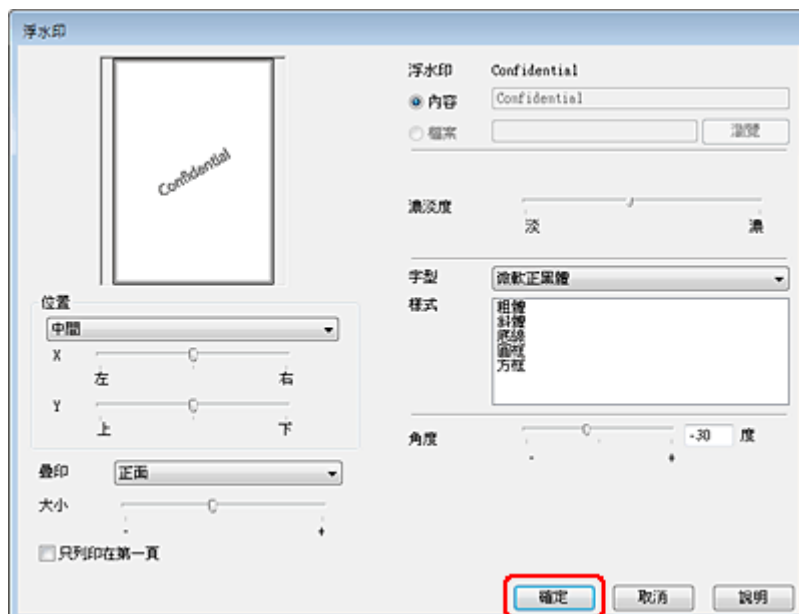 浮水印
Confidential
位置
中間
X
左 右
Y
上 下
疊印 正面
大小
- +
只列印在第一頁
浮水印 Confidential
內容 Confidential
檔案 瀏覽
濃淡度
淡 濃
字型 微軟正黑體
樣式
粗體
斜體
底線
圓框
方框
角度 -30 度
- +
確定 取消 說明